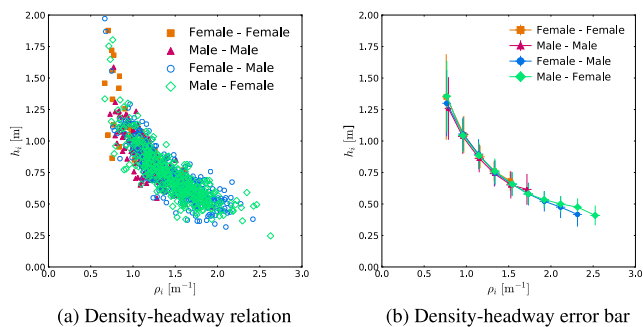 2.00
1.75
1.50
1.25
1.00
0.75
0.50
0.25
0.00
h_i [m]
0.0 0.5 1.0 1.5 2.0 2.5 3.0
ρ_i [m⁻¹]
Female - Female
Male - Male
Female - Male
Male - Female
(a) Density-headway relation
2.00
1.75
1.50
1.25
1.00
0.75
0.50
0.25
0.00
h_i [m]
0.0 0.5 1.0 1.5 2.0 2.5 3.0
ρ_i [m⁻¹]
Female - Female
Male - Male
Female - Male
Male - Female
(b) Density-headway error bar